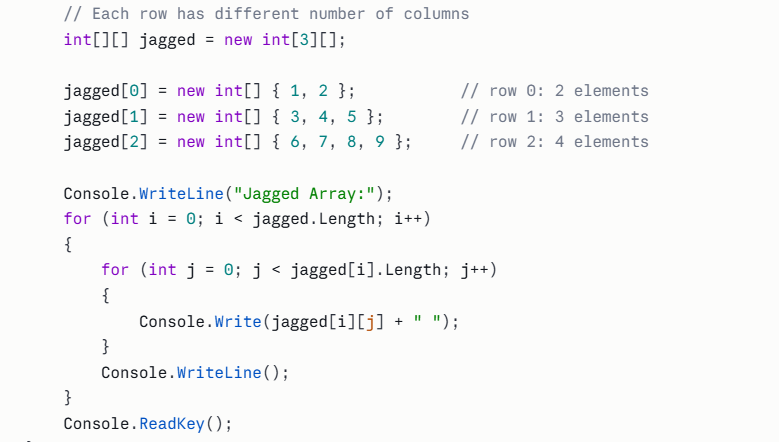 // Each row has different number of columns
int[][] jagged = new int[3][];
jagged[0] = new int[] { 1, 2 };           // row 0: 2 elements
jagged[1] = new int[] { 3, 4, 5 };        // row 1: 3 elements
jagged[2] = new int[] { 6, 7, 8, 9 };     // row 2: 4 elements
Console.WriteLine("Jagged Array:");
for (int i = 0; i < jagged.Length; i++)
{
    for (int j = 0; j < jagged[i].Length; j++)
    {
        Console.Write(jagged[i][j] + " ");
    }
    Console.WriteLine();
}
Console.ReadKey();